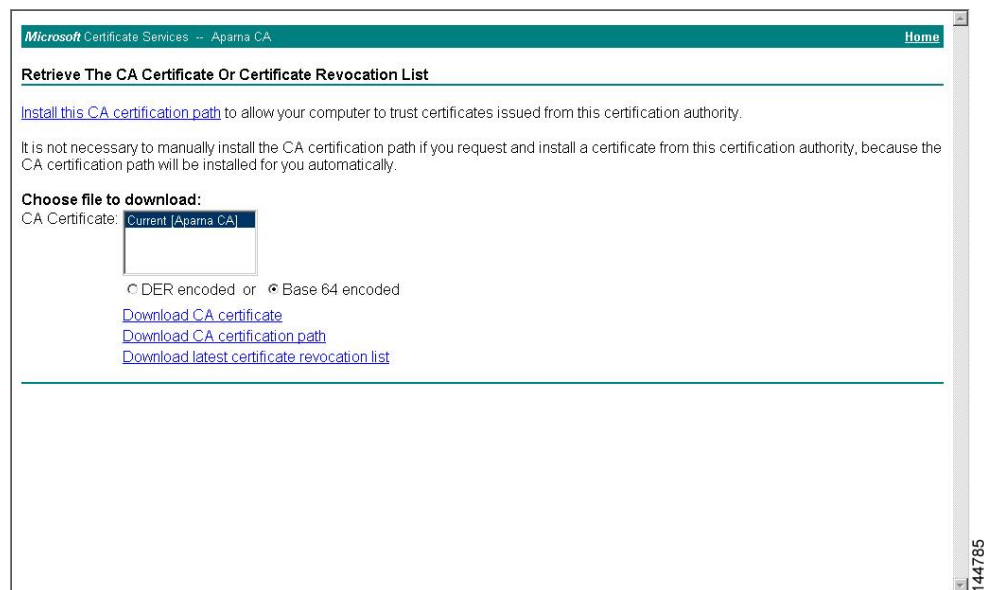 Microsoft Certificate Services -- Aparna CA Home
Retrieve The CA Certificate Or Certificate Revocation List
Install this CA certification path to allow your computer to trust certificates issued from this certification authority.
It is not necessary to manually install the CA certification path if you request and install a certificate from this certification authority, because the
CA certification path will be installed for you automatically.
Choose file to download:
CA Certificate: Current [Aparna CA]
DER encoded or Base 64 encoded
Download CA certificate
Download CA certification path
Download latest certificate revocation list
144785